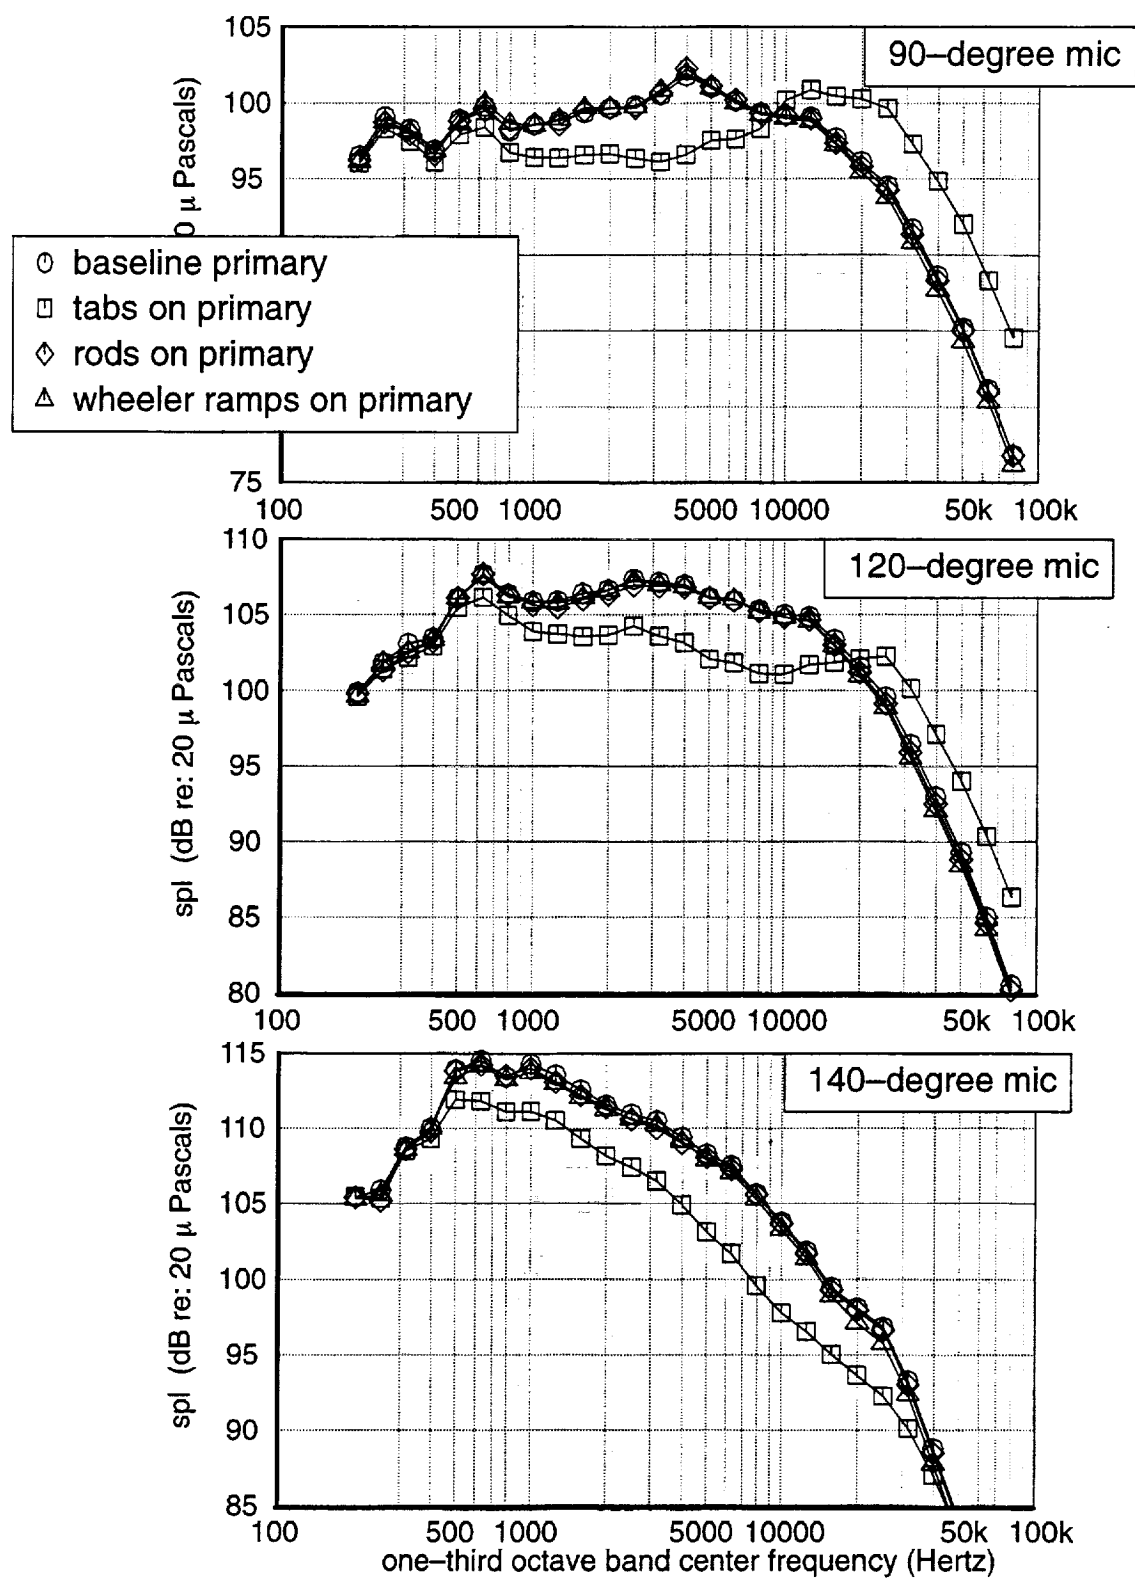 105
90–degree mic
100
95
0 µ Pascals)
baseline primary
tabs on primary
rods on primary
wheeler ramps on primary
75
100 500 1000 5000 10000 50k 100k
110
120–degree mic
105
100
95
90
85
80
spl (dB re: 20 µ Pascals)
100 500 1000 5000 10000 50k 100k
115
140–degree mic
110
105
100
95
90
85
spl (dB re: 20 µ Pascals)
100 500 1000 5000 10000 50k 100k
one–third octave band center frequency (Hertz)